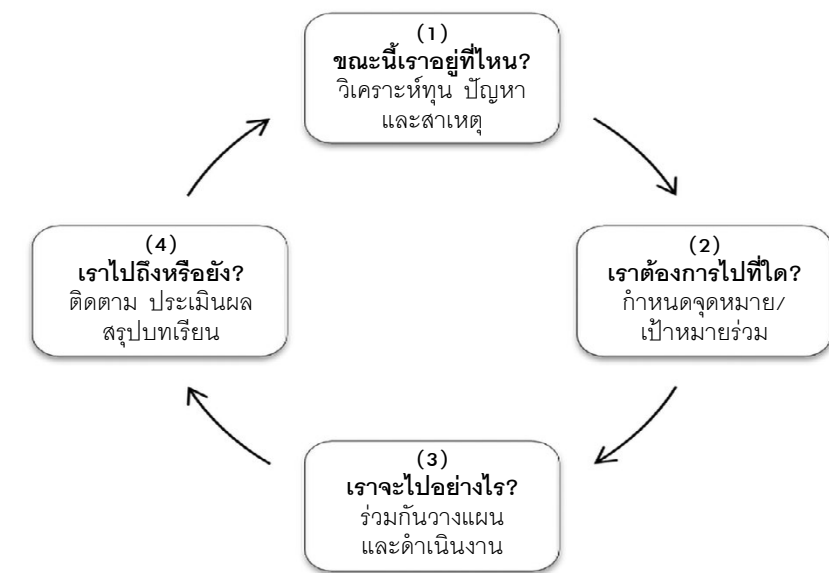 (1)
ขณะนี้เราอยู่ที่ไหน?
วิเคราะห์ทุน ปัญหา
และสาเหตุ
(2)
เราต้องการไปที่ใด?
กำหนดจุดหมาย/
เป้าหมายร่วม
(3)
เราจะไปอย่างไร?
ร่วมกันวางแผน
และดำเนินงาน
(4)
เราไปถึงหรือยัง?
ติดตาม ประเมินผล
สรุปบทเรียน